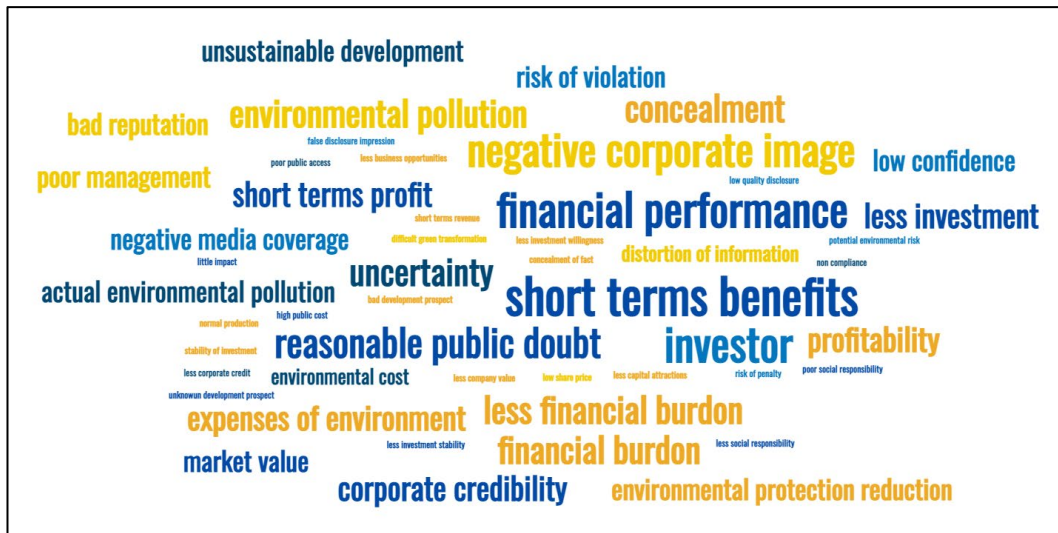 unsustainable development
risk of violation
concealment
environmental pollution
bad reputation
false disclosure impression
negative corporate image
poor public access
less business opportunities
low confidence
poor management
low quality disclosure
short terms profit
financial performance
less investment
short terms revenue
negative media coverage
difficult green transformation
less investment willingness
potential environmental risk
distortion of information
little impact
concealment of fact
non compliance
uncertainty
actual environmental pollution
bad development prospect
short terms benefits
high public cost
normal production
reasonable public doubt
investor
profitability
stability of investment
less corporate credit
environmental cost
less company value
low share price
less capital attractions
risk of penalty
poor social responsibility
unknowun development prospect
expenses of environment
less financial burdon
less investment stability
financial burdon
less social responsibility
market value
corporate credibility
environmental protection reduction